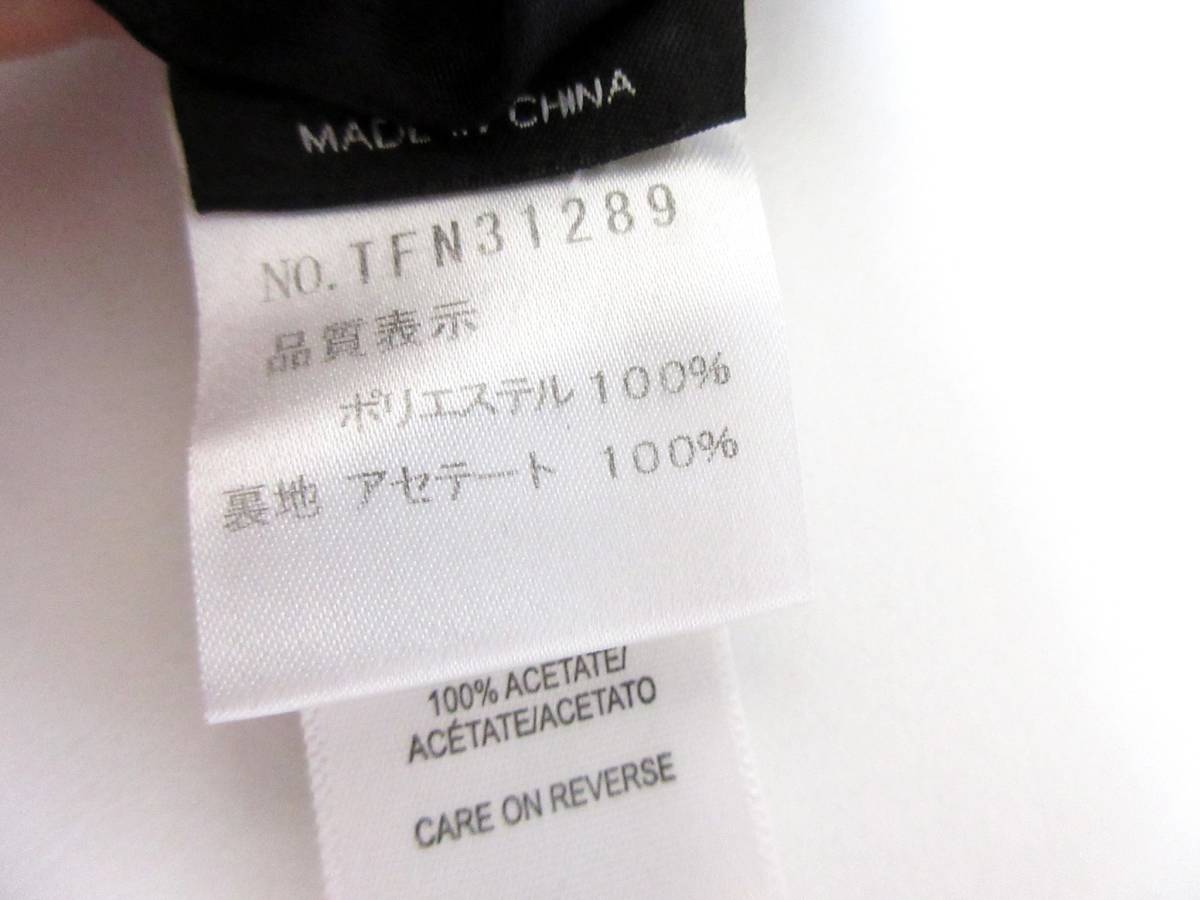 MADE IN CHINA
NO.TFN31289
品質表示
ポリエステル100%
裏地 アセテート 100%
100% ACETATE/
ACÉTATE/ACETATO
CARE ON REVERSE